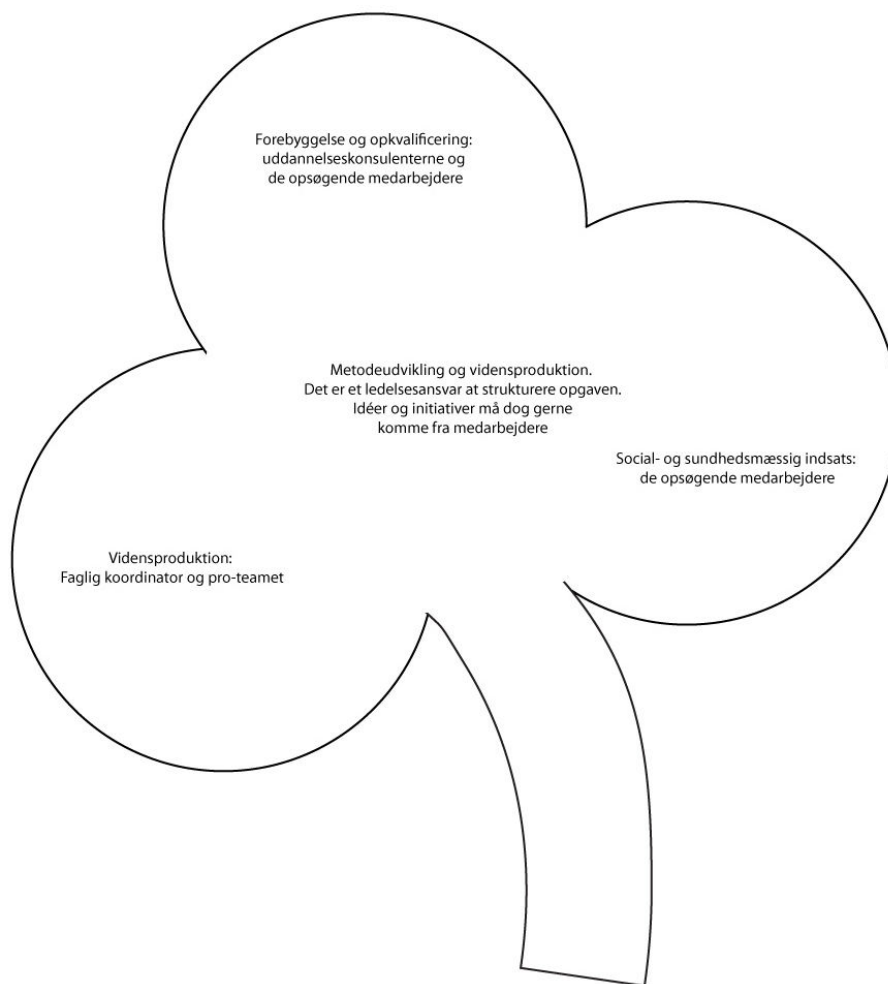 Forebyggelse og opkvalificering:
uddannelseskonsulenterne og
de opsøgende medarbejdere
Metodeudvikling og vidensproduktion.
Det er et ledelsesansvar at strukturere opgaven.
Idéer og initiativer må dog gerne
komme fra medarbejdere
Social- og sundhedsmæssig indsats:
de opsøgende medarbejdere
Vidensproduktion:
Faglig koordinator og pro-teamet